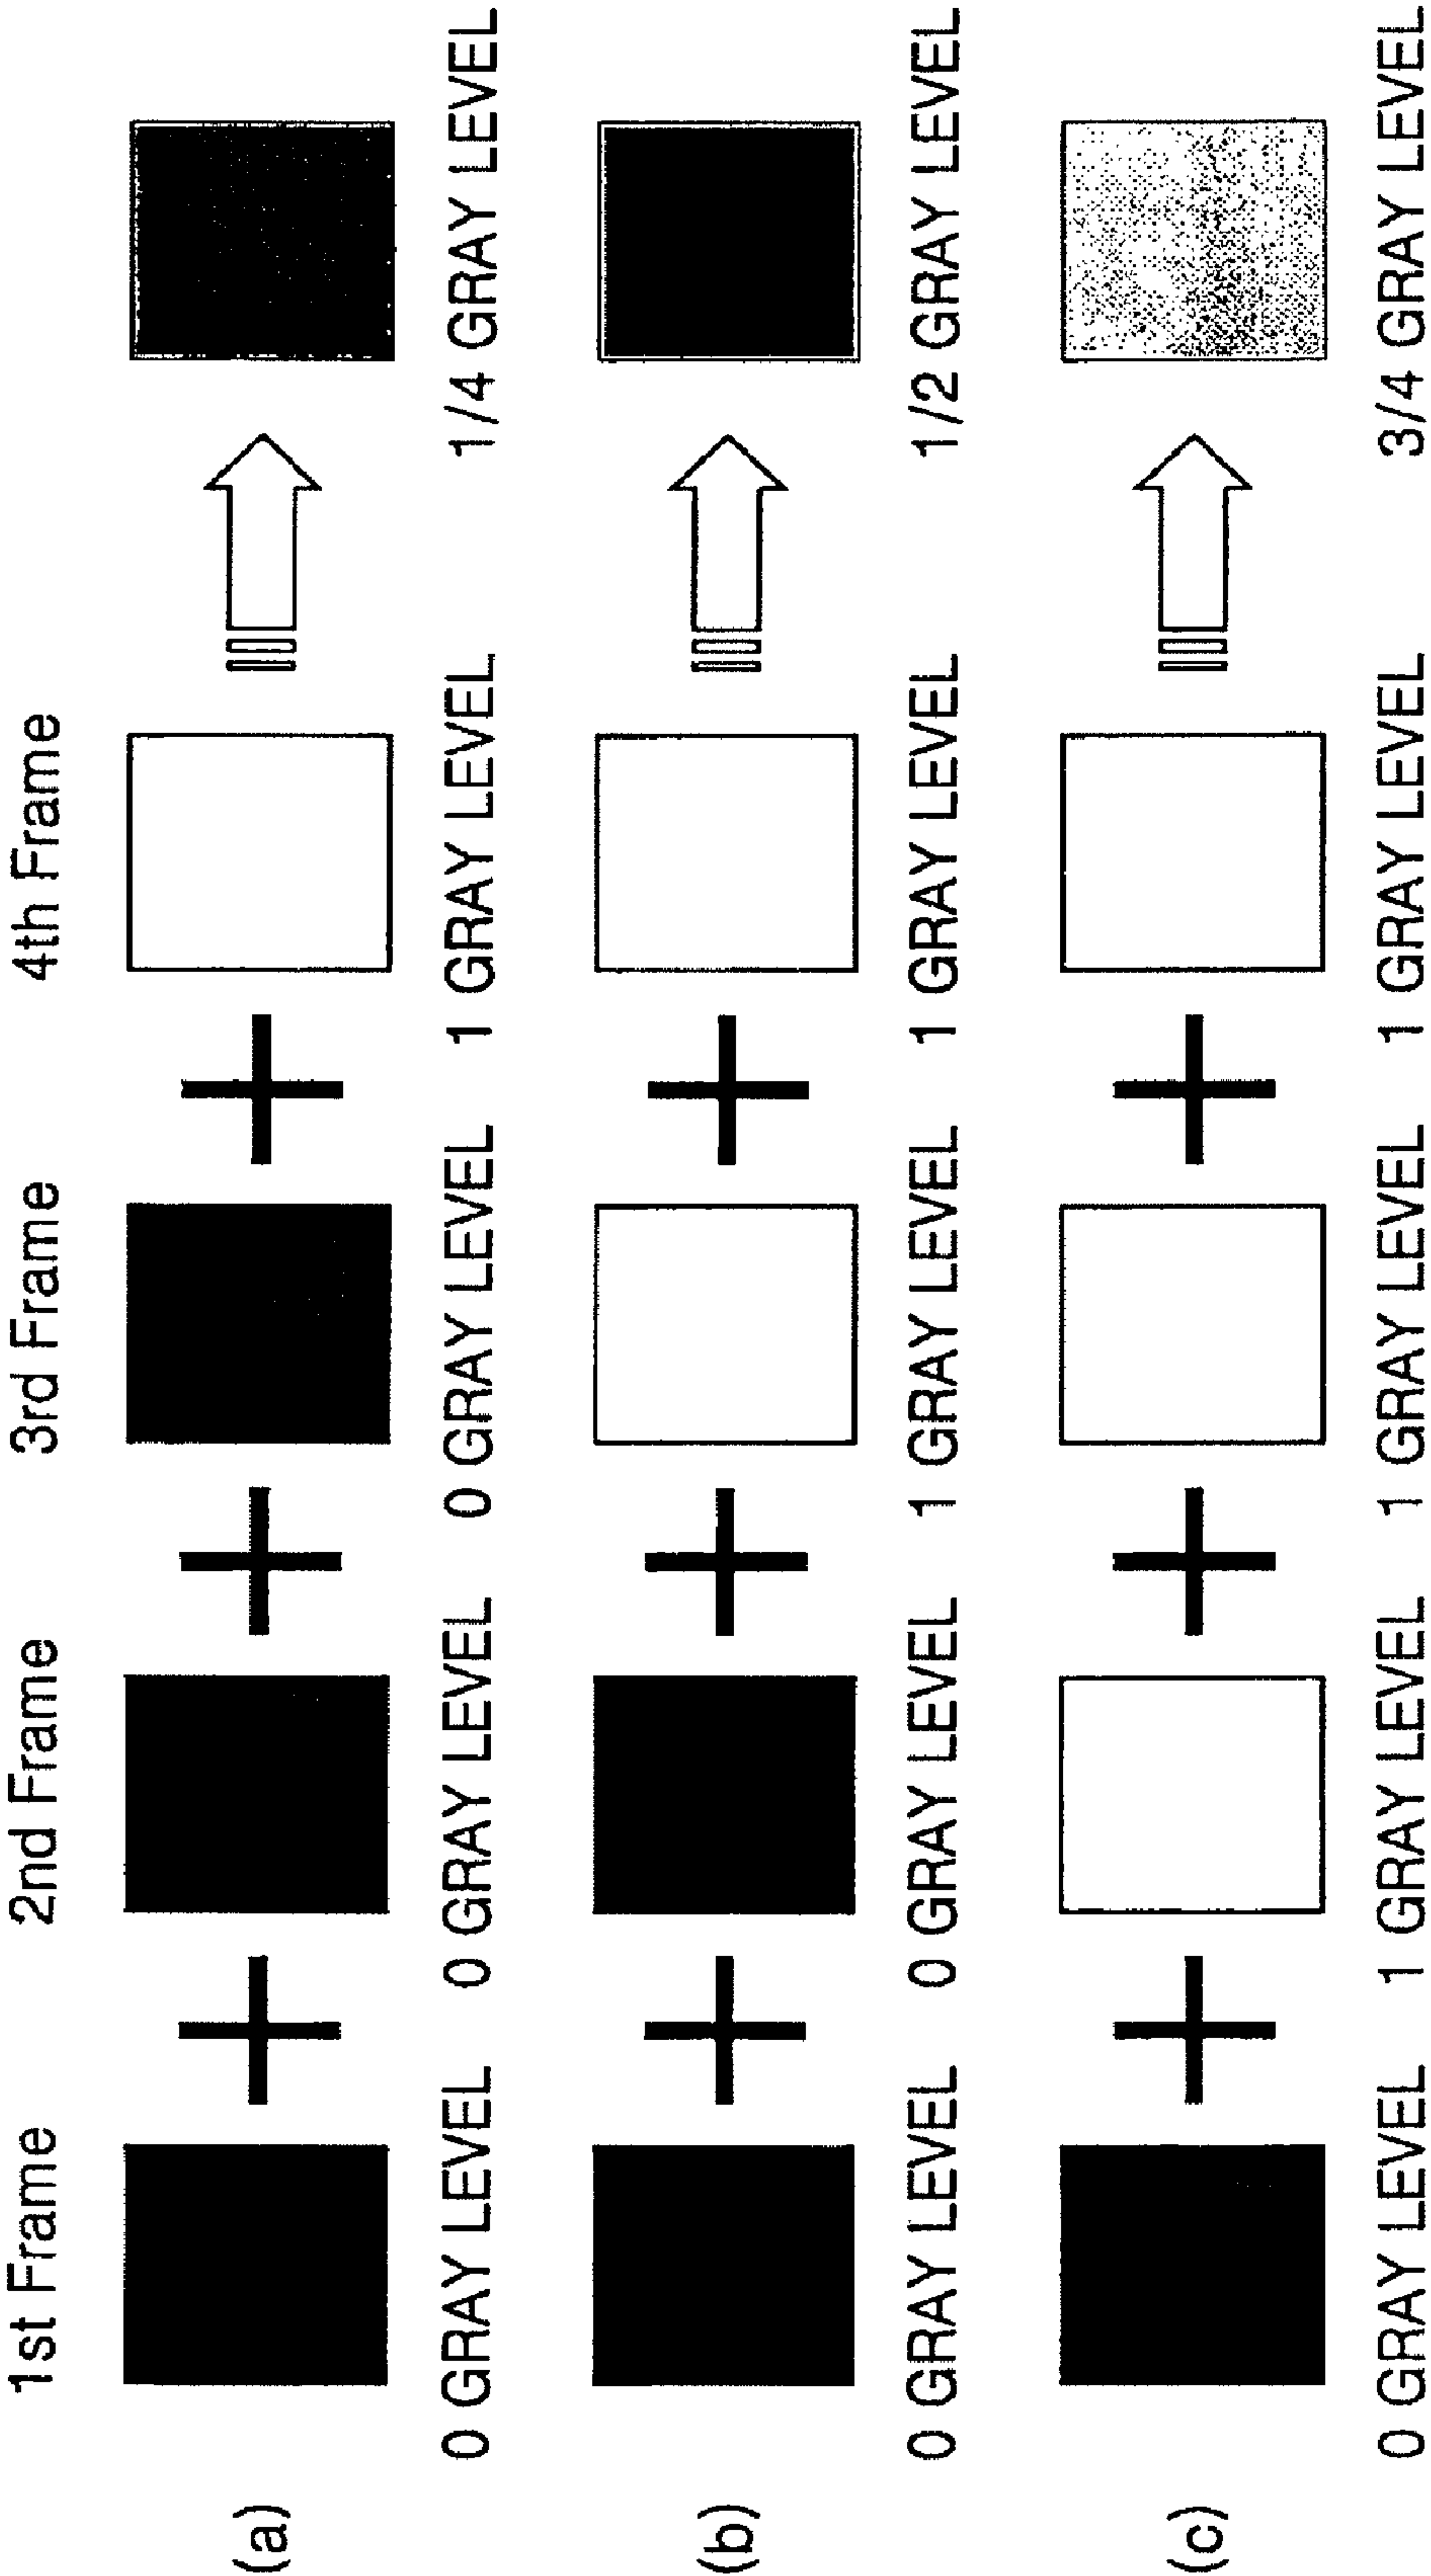 1st Frame 2nd Frame 3rd Frame 4th Frame
(a)
0 GRAY LEVEL 0 GRAY LEVEL 0 GRAY LEVEL 1 GRAY LEVEL 1/4 GRAY LEVEL
(b)
0 GRAY LEVEL 0 GRAY LEVEL 1 GRAY LEVEL 1 GRAY LEVEL 1/2 GRAY LEVEL
(c)
0 GRAY LEVEL 1 GRAY LEVEL 1 GRAY LEVEL 1 GRAY LEVEL 3/4 GRAY LEVEL